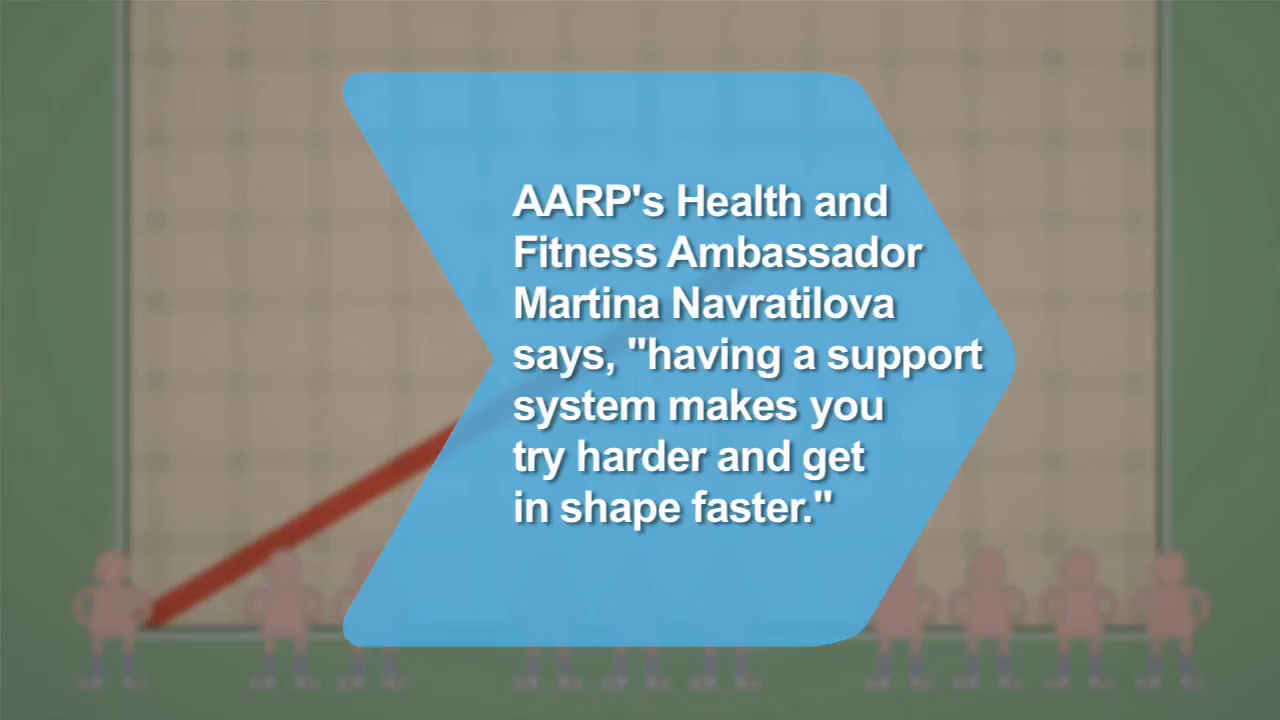 AARP's Health and
Fitness Ambassador
Martina Navratilova
says, "having a support
system makes you
try harder and get
in shape faster."